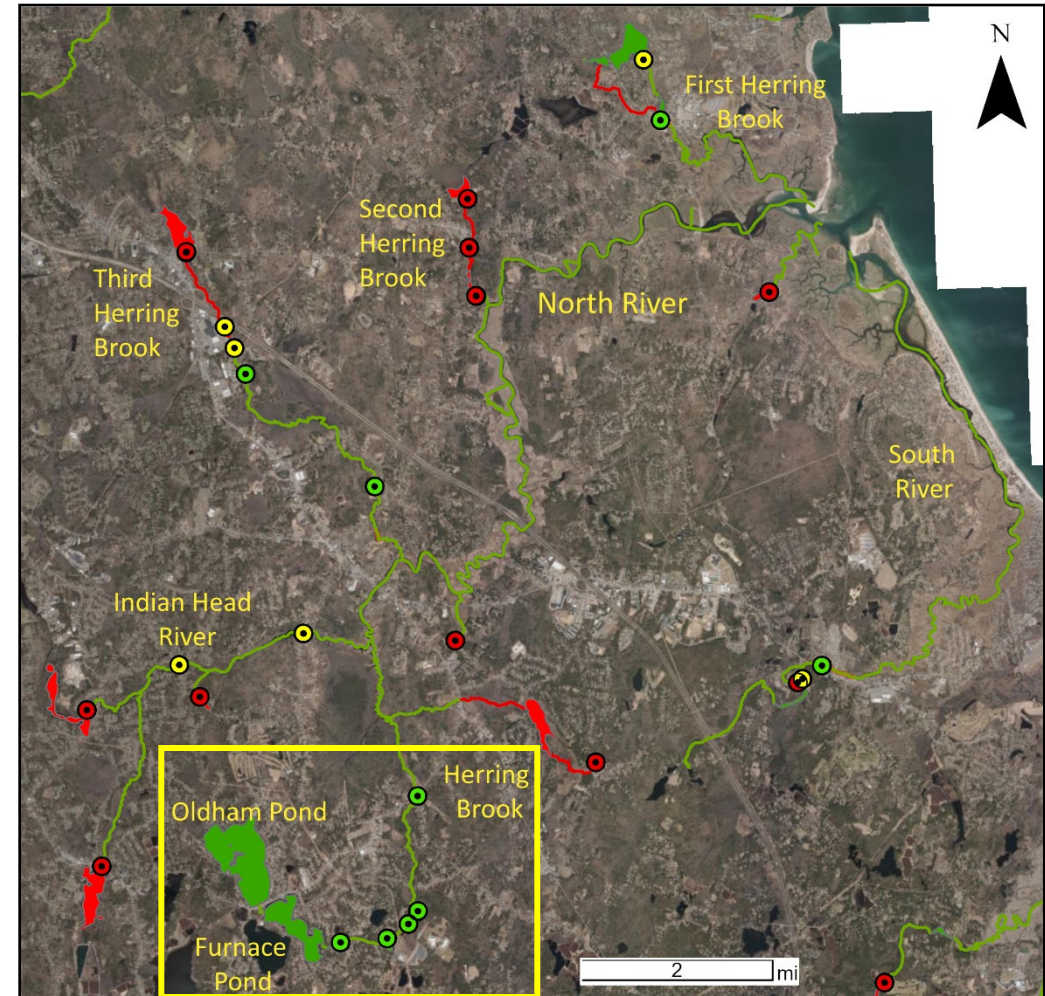 N
First Herring
Brook
Second
Herring
Brook
Third
Herring
Brook
North River
South
River
Indian Head
River
Herring
Brook
Oldham Pond
Furnace
Pond
2
mi